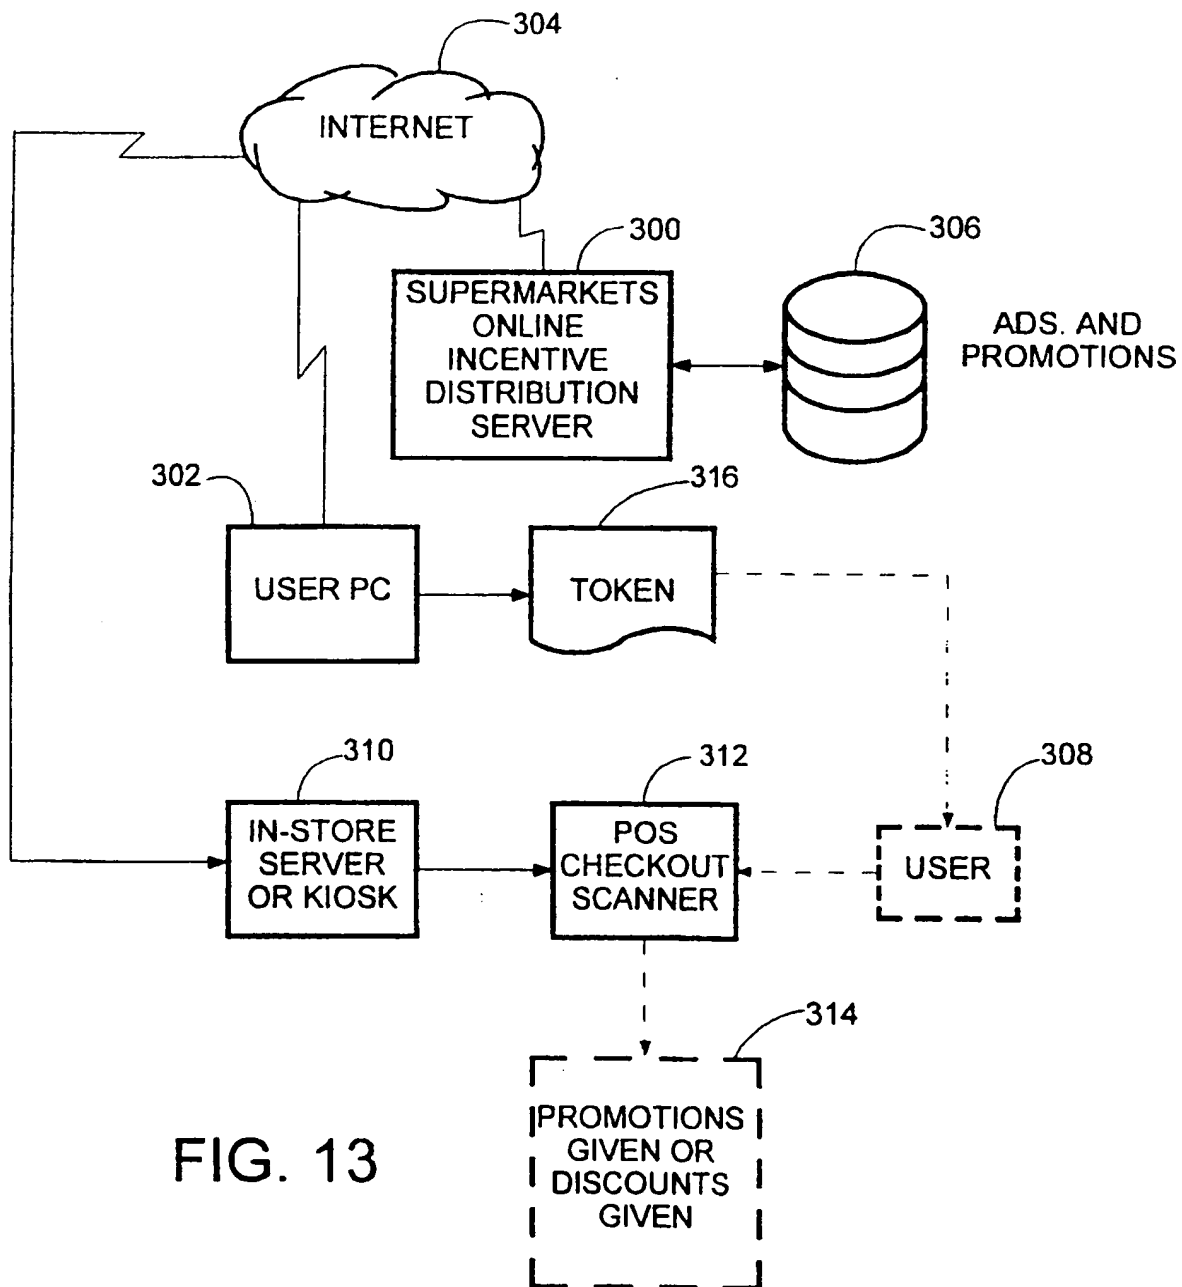 304
INTERNET
300
306
SUPERMARKETS
ONLINE
INCENTIVE
DISTRIBUTION
SERVER
ADS. AND
PROMOTIONS
302
316
USER PC
TOKEN
310
312
308
IN-STORE
SERVER
OR KIOSK
POS
CHECKOUT
SCANNER
USER
314
PROMOTIONS
GIVEN OR
DISCOUNTS
GIVEN
FIG. 13